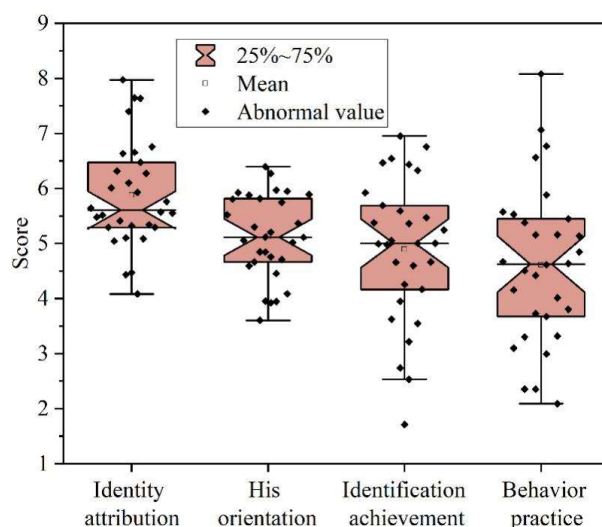 9
8
7
6
5
4
3
2
1
Score
25%~75%
Mean
Abnormal value
Identity attribution
His orientation
Identification achievement
Behavior practice